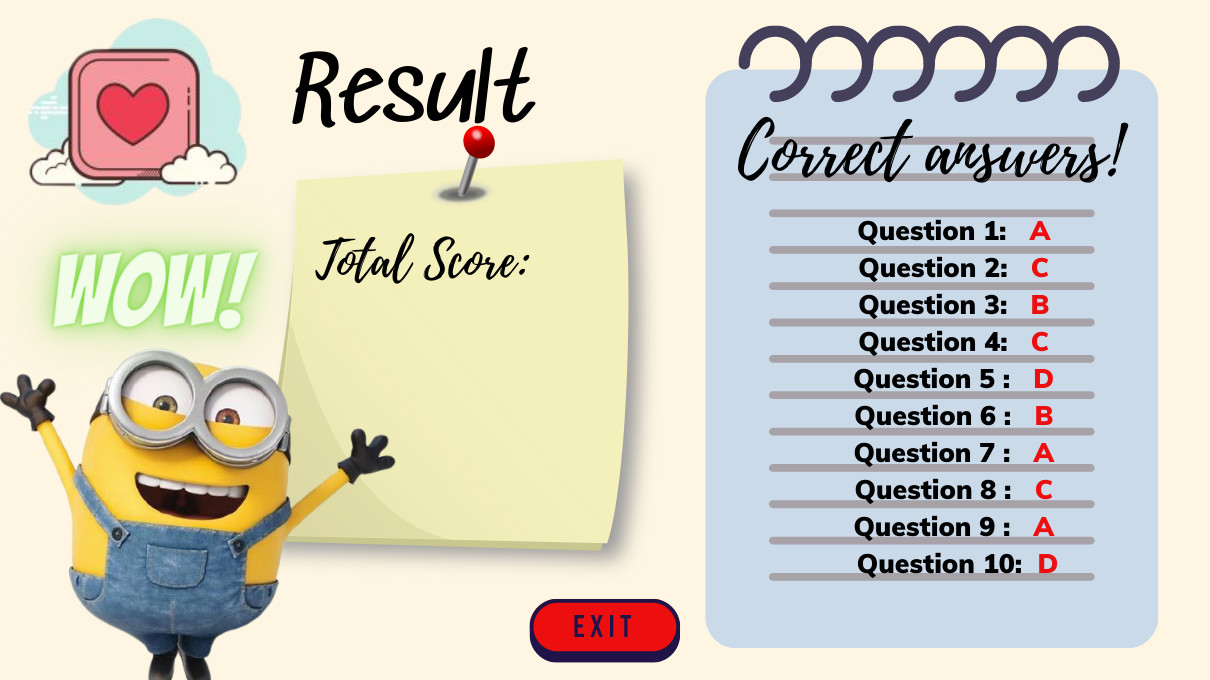 Result
WOW!
Total Score:
EXIT
Correct answers!
Question 1: A
Question 2: C
Question 3: B
Question 4: C
Question 5 : D
Question 6 : B
Question 7 : A
Question 8 : C
Question 9 : A
Question 10: D